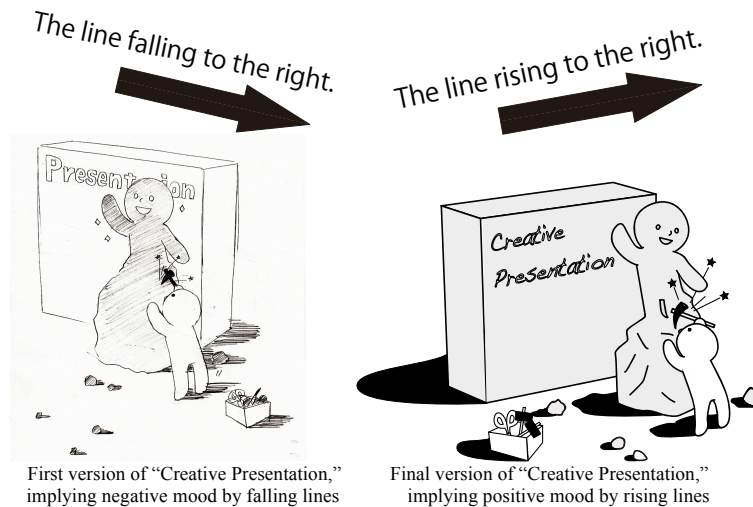 The line falling to the right.
The line rising to the right.
Presentation
Creative
Presentation
First version of “Creative Presentation,”
implying negative mood by falling lines
Final version of “Creative Presentation,”
implying positive mood by rising lines